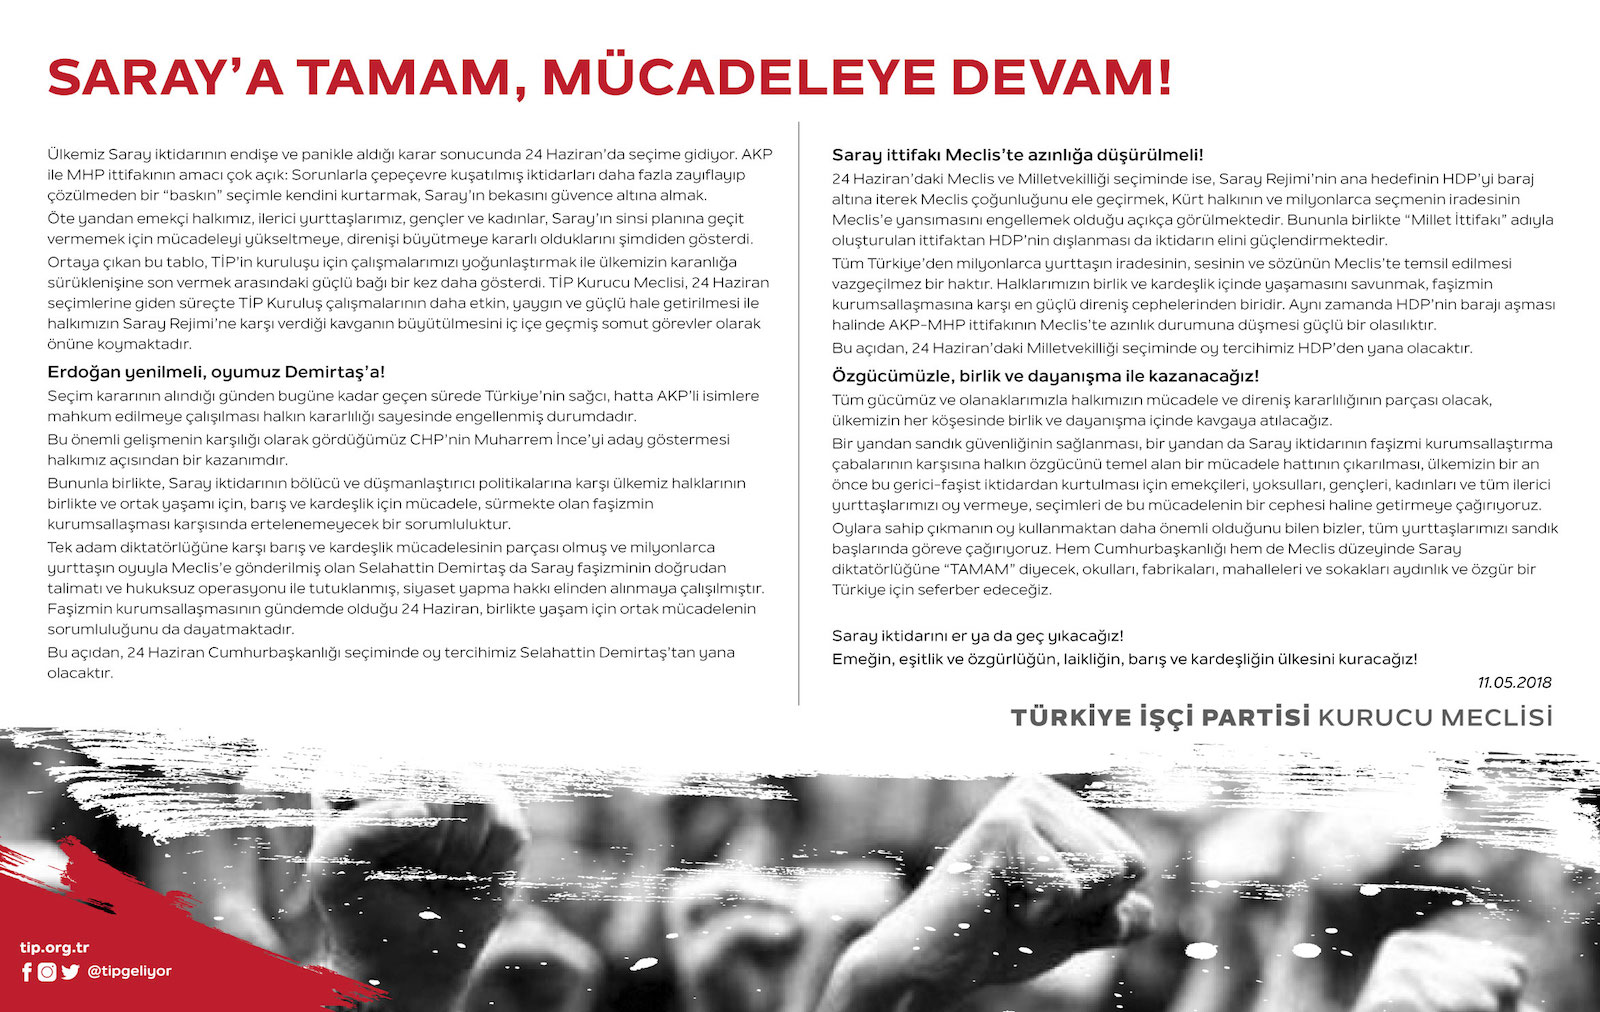 SARAY’A TAMAM, MÜCADELEYE DEVAM!
Ülkemiz Saray iktidarının endişe ve panikle aldığı karar sonucunda 24 Haziran’da seçime gidiyor. AKP
ile MHP ittifakının amacı çok açık: Sorunlarla çepeçevre kuşatılmış iktidarları daha fazla zayıflayıp
çözülmeden bir “baskın” seçimle kendini kurtarmak, Saray’ın bekasını güvence altına almak.
Öte yandan emekçi halkımız, ilerici yurttaşlarımız, gençler ve kadınlar, Saray’ın sinsi planına geçit
vermemek için mücadeleyi yükseltmeye, direnişi büyütmeye kararlı olduklarını şimdiden gösterdi.
Ortaya çıkan bu tablo, TİP’in kuruluşu için çalışmalarımızı yoğunlaştırmak ile ülkemizin karanlığa
sürüklenişine son vermek arasındaki güçlü bağı bir kez daha gösterdi. TİP Kurucu Meclisi, 24 Haziran
seçimlerine giden süreçte TİP Kuruluş çalışmalarının daha etkin, yaygın ve güçlü hale getirilmesi ile
halkımızın Saray Rejimi’ne karşı verdiği kavganın büyütülmesini iç içe geçmiş somut görevler olarak
önüne koymaktadır.
Erdoğan yenilmeli, oyumuz Demirtaş’a!
Seçim kararının alındığı günden bugüne kadar geçen sürede Türkiye’nin sağcı, hatta AKP’li isimlere
mahkum edilmeye çalışılması halkın kararlılığı sayesinde engellenmiş durumdadır.
Bu önemli gelişmenin karşılığı olarak gördüğümüz CHP’nin Muharrem İnce’yi aday göstermesi
halkımız açısından bir kazanımdır.
Bununla birlikte, Saray iktidarının bölücü ve düşmanlaştırıcı politikalarına karşı ülkemiz halklarının
birlikte ve ortak yaşamı için, barış ve kardeşlik için mücadele, sürmekte olan faşizmin
kurumsallaşması karşısında ertelenemeyecek bir sorumluluktur.
Tek adam diktatörlüğüne karşı barış ve kardeşlik mücadelesinin parçası olmuş ve milyonlarca
yurttaşın oyuyla Meclis’e gönderilmiş olan Selahattin Demirtaş da Saray faşizminin doğrudan
talimatı ve hukuksuz operasyonu ile tutuklanmış, siyaset yapma hakkı elinden alınmaya çalışılmıştır.
Faşizmin kurumsallaşmasının gündemde olduğu 24 Haziran, birlikte yaşam için ortak mücadelenin
sorumluluğunu da dayatmaktadır.
Bu açıdan, 24 Haziran Cumhurbaşkanlığı seçiminde oy tercihimiz Selahattin Demirtaş’tan yana
olacaktır.
Saray ittifakı Meclis’te azınlığa düşürülmeli!
24 Haziran’daki Meclis ve Milletvekilliği seçiminde ise, Saray Rejimi’nin ana hedefinin HDP’yi baraj
altına iterek Meclis çoğunluğunu ele geçirmek, Kürt halkının ve milyonlarca seçmenin iradesinin
Meclis’e yansımasını engellemek olduğu açıkça görülmektedir. Bununla birlikte “Millet İttifakı” adıyla
oluşturulan ittifaktan HDP’nin dışlanması da iktidarın elini güçlendirmektedir.
Tüm Türkiye’den milyonlarca yurttaşın iradesinin, sesinin ve sözünün Meclis’te temsil edilmesi
vazgeçilmez bir haktır. Halklarımızın birlik ve kardeşlik içinde yaşamasını savunmak, faşizmin
kurumsallaşmasına karşı en güçlü direniş cephelerinden biridir. Aynı zamanda HDP’nin barajı aşması
halinde AKP-MHP ittifakının Meclis’te azınlık durumuna düşmesi güçlü bir olasılıktır.
Bu açıdan, 24 Haziran’daki Milletvekilliği seçiminde oy tercihimiz HDP’den yana olacaktır.
Özgücümüzle, birlik ve dayanışma ile kazanacağız!
Tüm gücümüz ve olanaklarımızla halkımızın mücadele ve direniş kararlılığının parçası olacak,
ülkemizin her köşesinde birlik ve dayanışma içinde kavgaya atılacağız.
Bir yandan sandık güvenliğinin sağlanması, bir yandan da Saray iktidarının faşizmi kurumsallaştırma
çabalarının karşısına halkın özgücünü temel alan bir mücadele hattının çıkarılması, ülkemizin bir an
önce bu gerici-faşist iktidardan kurtulması için emekçileri, yoksulları, gençleri, kadınları ve tüm ilerici
yurttaşlarımızı oy vermeye, seçimleri de bu mücadelenin bir cephesi haline getirmeye çağırıyoruz.
Oylara sahip çıkmanın oy kullanmaktan daha önemli olduğunu bilen bizler, tüm yurttaşlarımızı sandık
başlarında göreve çağırıyoruz. Hem Cumhurbaşkanlığı hem de Meclis düzeyinde Saray
diktatörlüğüne “TAMAM” diyecek, okulları, fabrikaları, mahalleleri ve sokakları aydınlık ve özgür bir
Türkiye için seferber edeceğiz.
Saray iktidarını er ya da geç yıkacağız!
Emeğin, eşitlik ve özgürlüğün, laikliğin, barış ve kardeşliğin ülkesini kuracağız!
11.05.2018
TÜRKİYE İŞÇİ PARTİSİ KURUCU MECLİSİ
tip.org.tr
@tipgeliyor